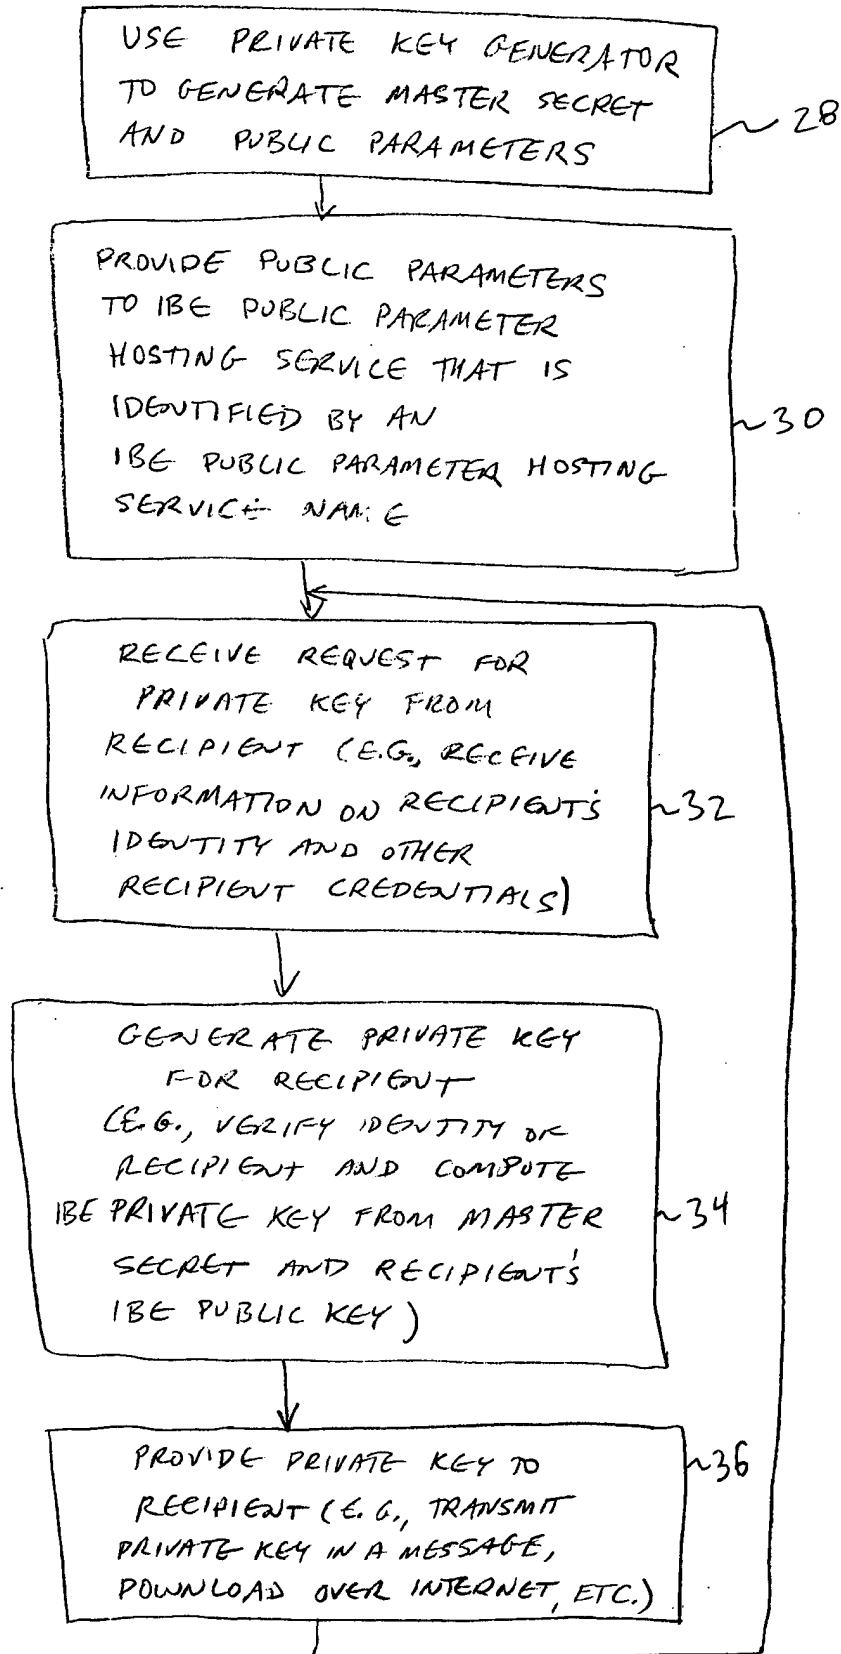 USE PRIVATE KEY GENERATOR
TO GENERATE MASTER SECRET
AND PUBLIC PARAMETERS
28
PROVIDE PUBLIC PARAMETERS
TO IBE PUBLIC PARAMETER
HOSTING SERVICE THAT IS
IDENTIFIED BY AN
IBE PUBLIC PARAMETER HOSTING
SERVICE NAME
30
RECEIVE REQUEST FOR
PRIVATE KEY FROM
RECIPIENT (E.G., RECEIVE
INFORMATION ON RECIPIENT'S
IDENTITY AND OTHER
RECIPIENT CREDENTIALS)
32
GENERATE PRIVATE KEY
FOR RECIPIENT
(E.G., VERIFY IDENTITY OF
RECIPIENT AND COMPUTE
IBE PRIVATE KEY FROM MASTER
SECRET AND RECIPIENT'S
IBE PUBLIC KEY)
34
PROVIDE PRIVATE KEY TO
RECIPIENT (E.G., TRANSMIT
PRIVATE KEY IN A MESSAGE,
DOWNLOAD OVER INTERNET, ETC.)
36